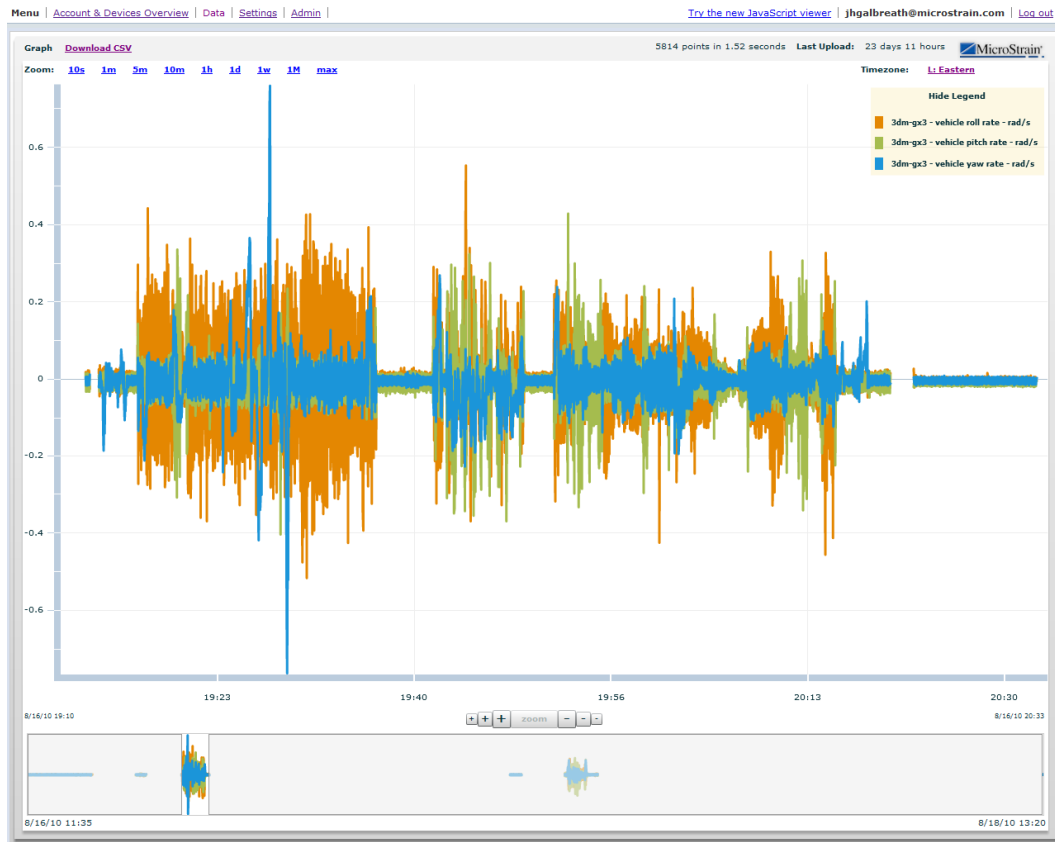 Menu | Account & Devices Overview | Data | Settings | Admin | Try the new JavaScript viewer | jhgalbreath@microstrain.com | Log out
Graph Download CSV 5814 points in 1.52 seconds Last Upload: 23 days 11 hours MicroStrain
Zoom: 10s 1m 5m 10m 1h 1d 1w 1M max Timezone: L: Eastern
Hide Legend
3dm-gx3 - vehicle roll rate - rad/s
3dm-gx3 - vehicle pitch rate - rad/s
3dm-gx3 - vehicle yaw rate - rad/s
0.6
0.4
0.2
0
-0.2
-0.4
-0.6
19:23 19:40 19:56 20:13 20:30
8/16/10 19:10 + + + zoom - - - 8/16/10 20:33
8/16/10 11:35 8/18/10 13:20